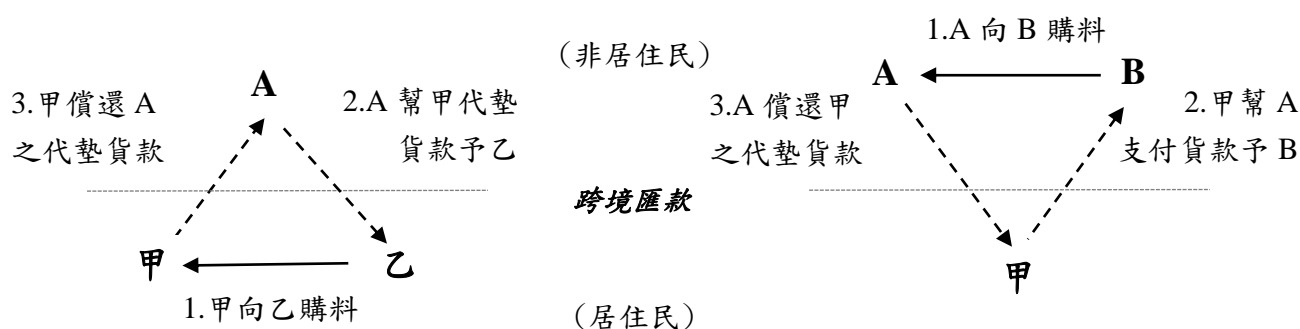 （非居住民）
A
3.甲償還 A
之代墊貨款
2.A 幫甲代墊
貨款予乙
甲
乙
1.甲向乙購料
跨境匯款
（居住民）
1.A 向 B 購料
A
B
3.A 償還甲
之代墊貨款
2.甲幫 A
支付貨款予 B
甲